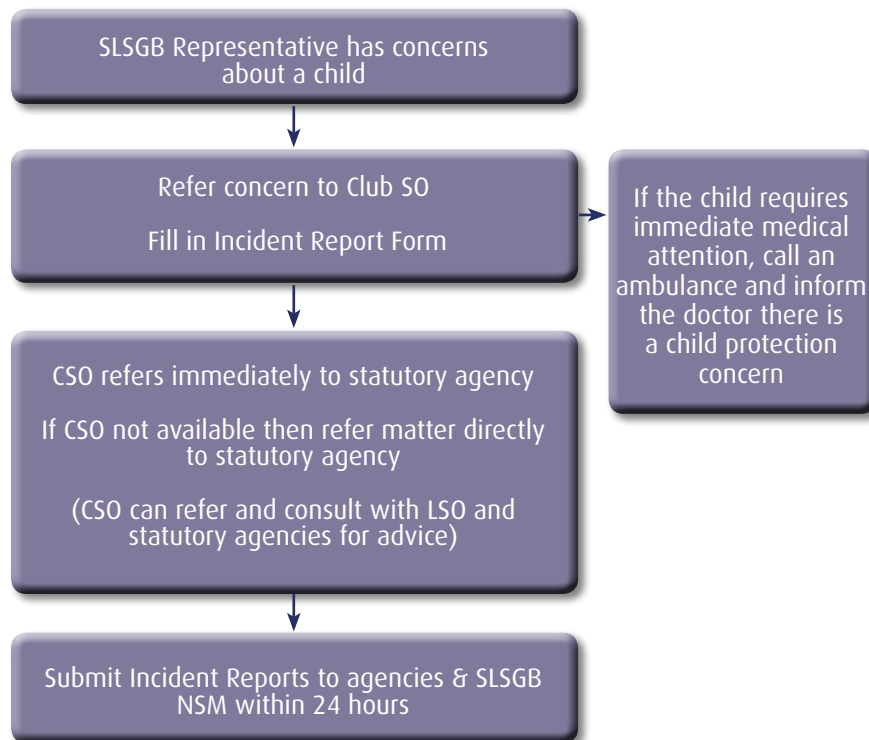 SLSGB Representative has concerns
about a child
Refer concern to Club SO
Fill in Incident Report Form
If the child requires
immediate medical
attention, call an
ambulance and inform
the doctor there is
a child protection
concern
CSO refers immediately to statutory agency
If CSO not available then refer matter directly
to statutory agency
(CSO can refer and consult with LSO and
statutory agencies for advice)
Submit Incident Reports to agencies & SLSGB
NSM within 24 hours